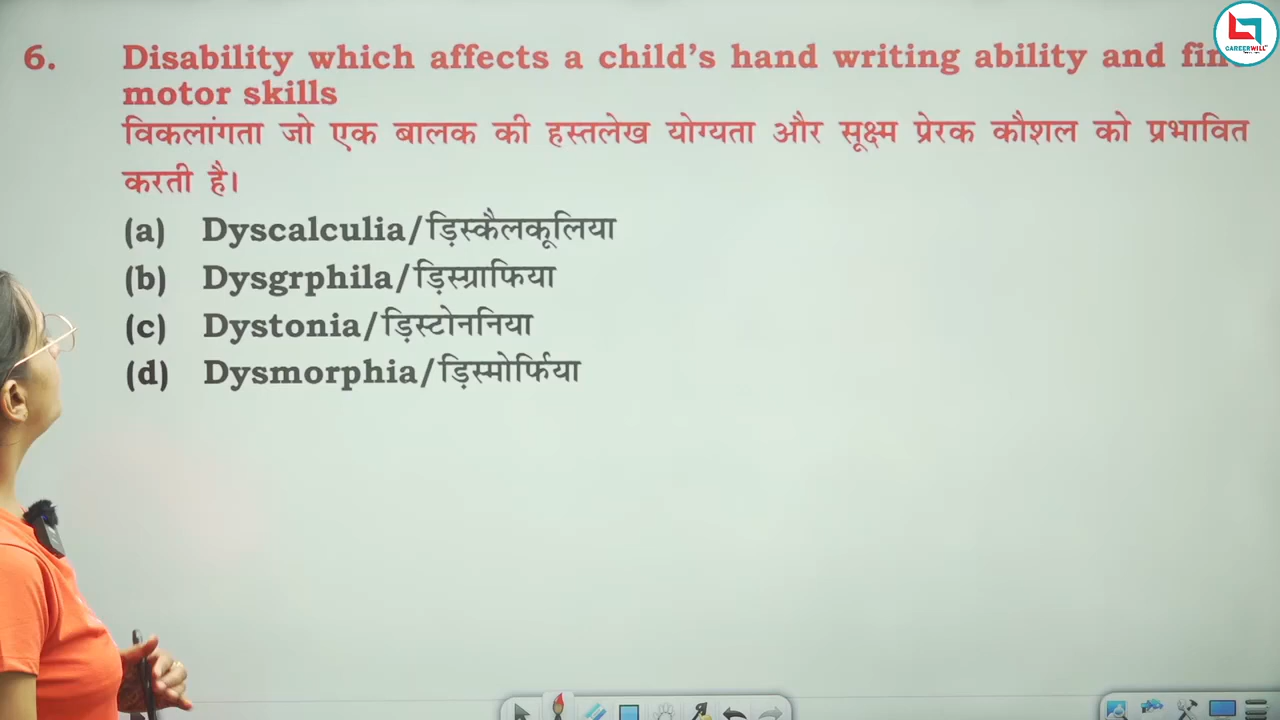 CAREERWILL
6. Disability which affects a child's hand writing ability and fine
motor skills
विकलांगता जो एक बालक की हस्तलेख योग्यता और सूक्ष्म प्रेरक कौशल को प्रभावित
करती है।
(a) Dyscalculia/ड़िस्कैलकूलिया
(b) Dysgrphila/ड़िस्ग्राफिया
(c) Dystonia/ड़िस्टोननिया
(d) Dysmorphia/ड़िस्मोर्फिया